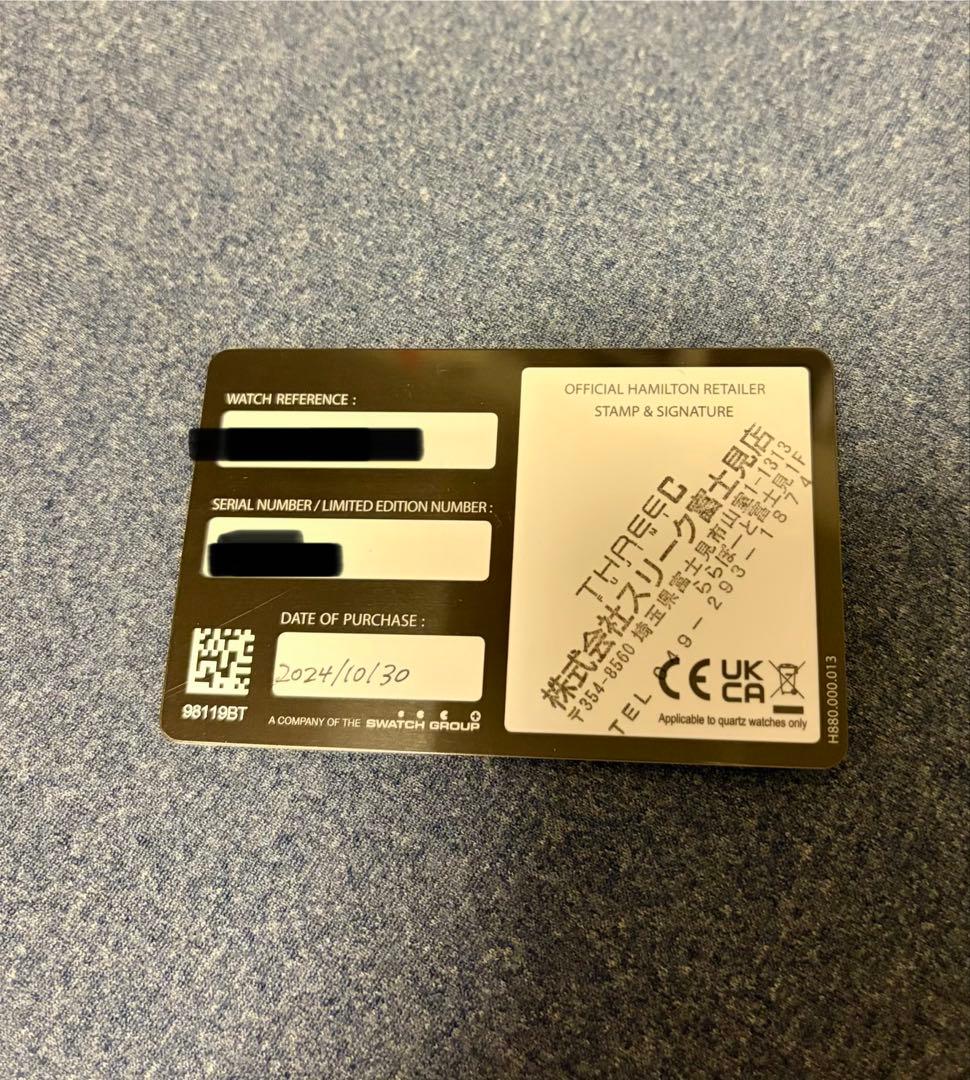 WATCH REFERENCE :
SERIAL NUMBER / LIMITED EDITION NUMBER :
DATE OF PURCHASE :
2024/10/30
98119BT
A COMPANY OF THE SWATCH GROUP
OFFICIAL HAMILTON RETAILER
STAMP & SIGNATURE
THREEC
株式会社スリーク富士見店
〒354-8560 埼玉県富士見市山室1-1313
ららぽーと富士見1F
TEL 049-293-1874
CE UK CA
Applicable to quartz watches only
H880.000.013